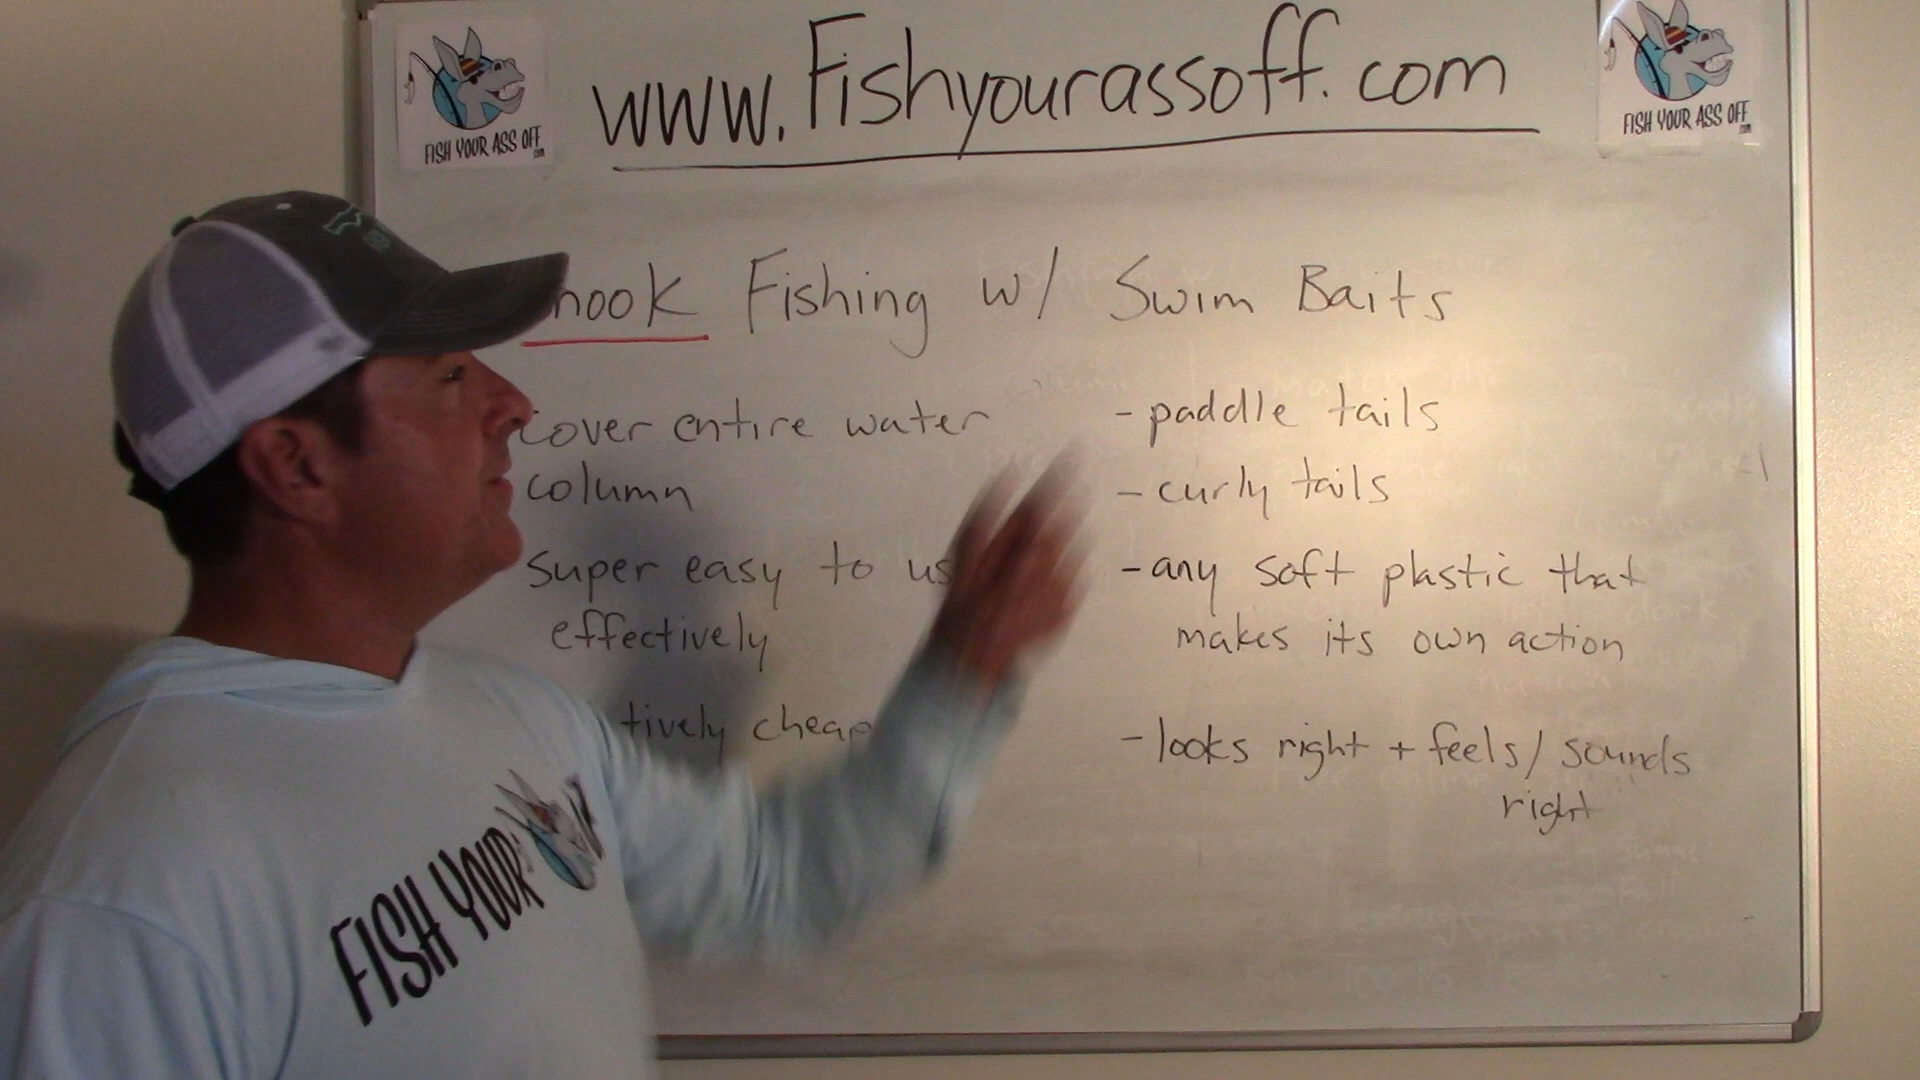 FISH YOUR ASS OFF
.com
www.Fishyourassoff.com
FISH YOUR ASS OFF
.com
nook Fishing w/ Swim Baits
cover entire water
column
super easy to us
effectively
tively cheap
- paddle tails
- curly tails
- any soft plastic that
makes its own action
- looks right + feels/sounds
right
FISH YOUR